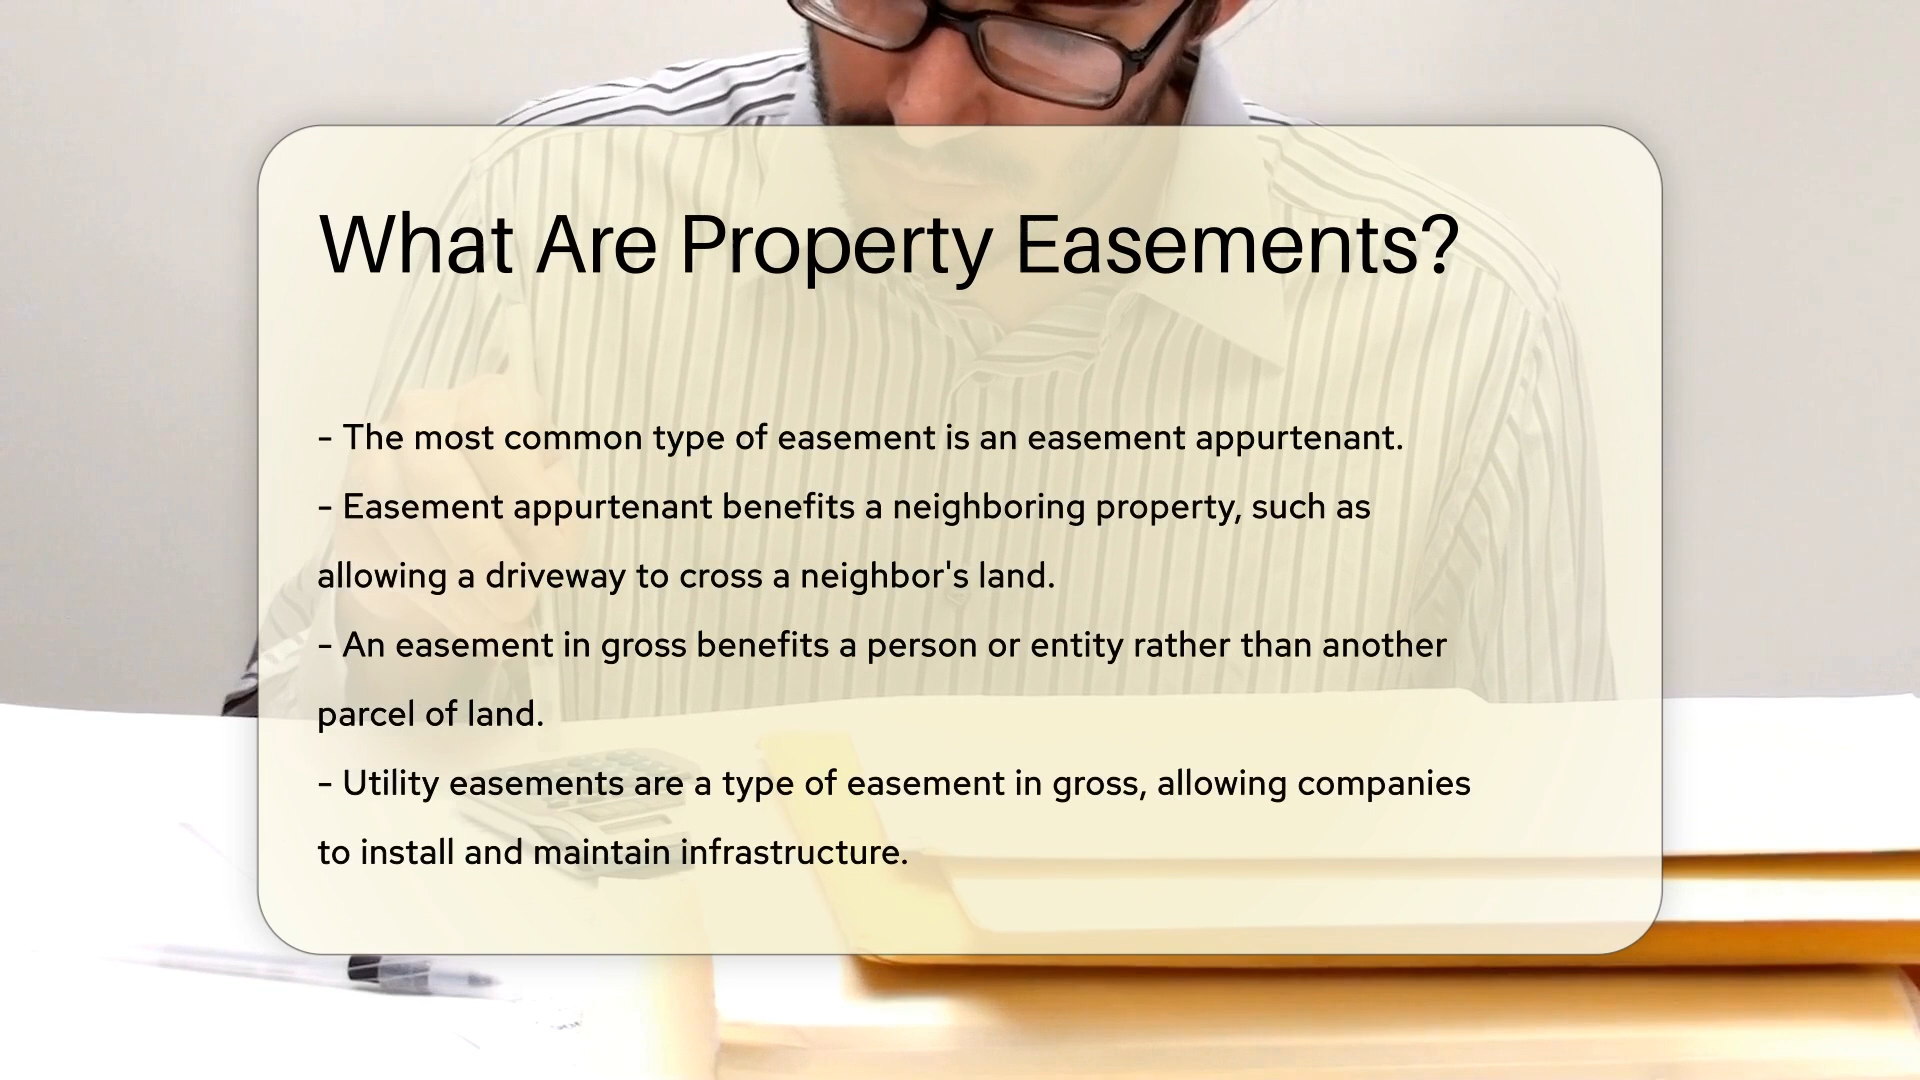 What Are Property Easements?
- The most common type of easement is an easement appurtenant.
- Easement appurtenant benefits a neighboring property, such as
allowing a driveway to cross a neighbor's land.
- An easement in gross benefits a person or entity rather than another
parcel of land.
- Utility easements are a type of easement in gross, allowing companies
to install and maintain infrastructure.